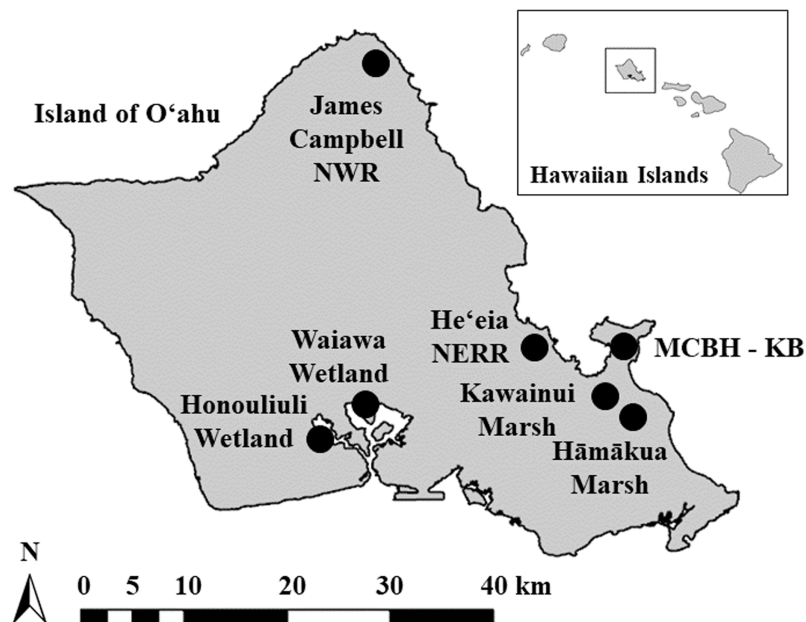 Island of Oʻahu
James
Campbell
NWR
Hawaiian Islands
Heʻeia
NERR
MCBH - KB
Waiawa
Wetland
Kawainui
Marsh
Honouliuli
Wetland
Hāmākua
Marsh
N
0 5 10 20 30 40 km